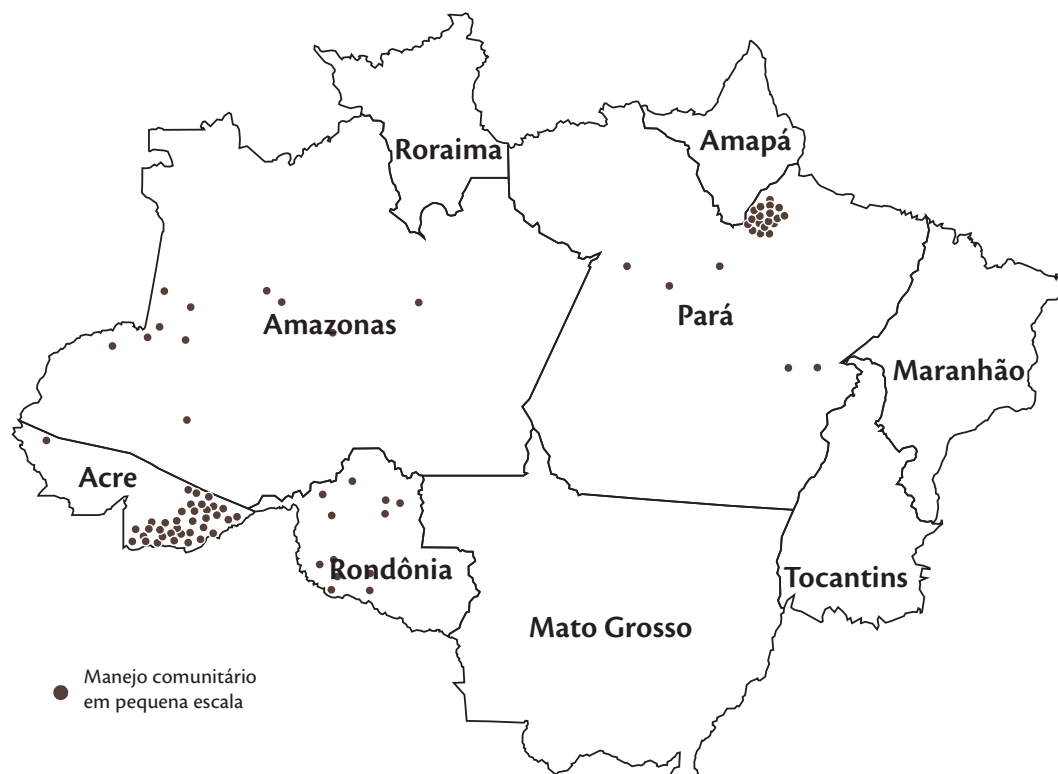 Roraima
Amapá
Amazonas
Pará
Maranhão
Acre
Rondônia
Tocantins
Mato Grosso
Manejo comunitário
em pequena escala